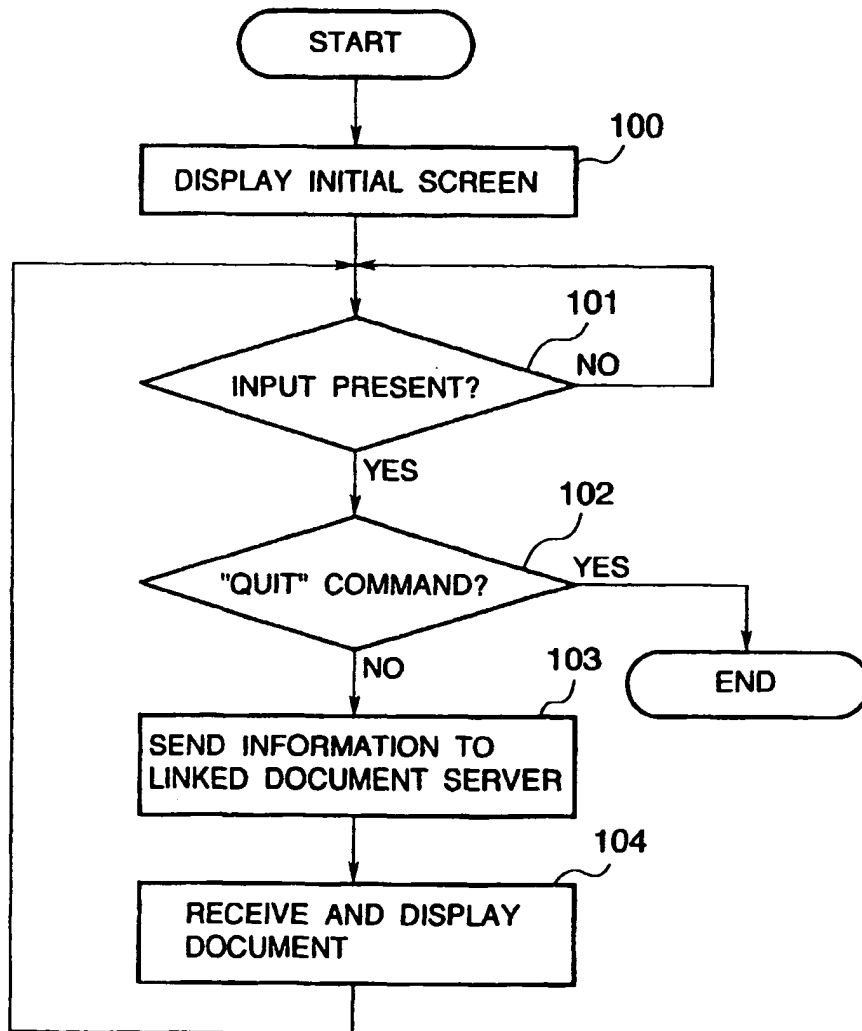 START
100
DISPLAY INITIAL SCREEN
101
INPUT PRESENT?
NO
YES
102
"QUIT" COMMAND?
YES
NO
END
103
SEND INFORMATION TO
LINKED DOCUMENT SERVER
104
RECEIVE AND DISPLAY
DOCUMENT